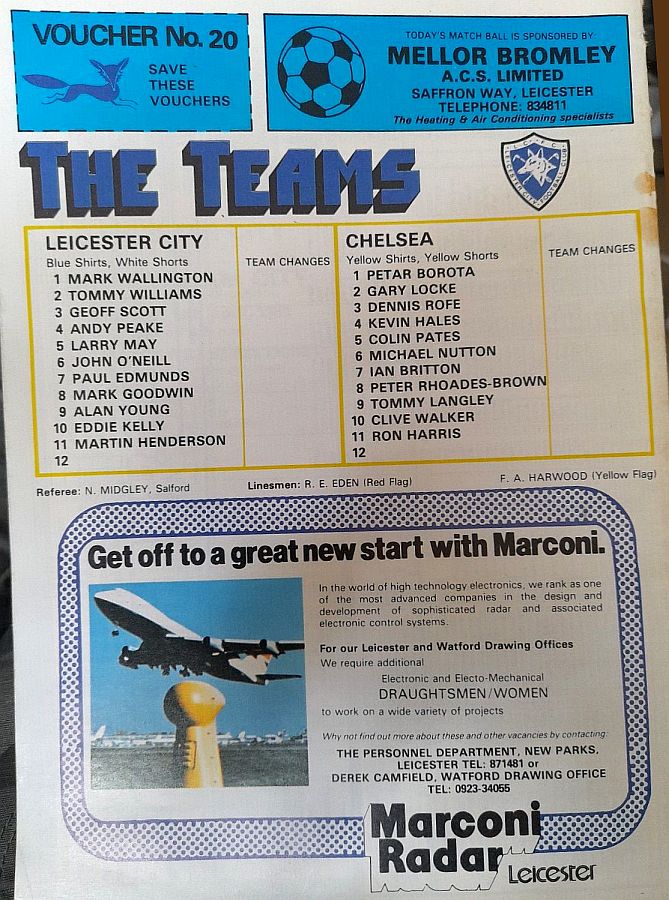 VOUCHER No. 20
SAVE
THESE
VOUCHERS
TODAY'S MATCH BALL IS SPONSORED BY:
MELLOR BROMLEY
A.C.S. LIMITED
SAFFRON WAY, LEICESTER
TELEPHONE: 834811
The Heating & Air Conditioning specialists
THE TEAMS
L.C.F.C.
LEICESTER CITY FOOTBALL CLUB
LEICESTER CITY
Blue Shirts, White Shorts
TEAM CHANGES
1 MARK WALLINGTON
2 TOMMY WILLIAMS
3 GEOFF SCOTT
4 ANDY PEAKE
5 LARRY MAY
6 JOHN O'NEILL
7 PAUL EDMUNDS
8 MARK GOODWIN
9 ALAN YOUNG
10 EDDIE KELLY
11 MARTIN HENDERSON
12
CHELSEA
Yellow Shirts, Yellow Shorts
TEAM CHANGES
1 PETAR BOROTA
2 GARY LOCKE
3 DENNIS ROFE
4 KEVIN HALES
5 COLIN PATES
6 MICHAEL NUTTON
7 IAN BRITTON
8 PETER RHOADES-BROWN
9 TOMMY LANGLEY
10 CLIVE WALKER
11 RON HARRIS
12
Referee: N. MIDGLEY, Salford
Linesmen: R. E. EDEN (Red Flag)
F. A. HARWOOD (Yellow Flag)
Get off to a great new start with Marconi.
In the world of high technology electronics, we rank as one
of the most advanced companies in the design and
development of sophisticated radar and associated
electronic control systems.
For our Leicester and Watford Drawing Offices
We require additional
Electronic and Electo-Mechanical
DRAUGHTSMEN/WOMEN
to work on a wide variety of projects
Why not find out more about these and other vacancies by contacting:
THE PERSONNEL DEPARTMENT, NEW PARKS,
LEICESTER TEL: 871481 or
DEREK CAMFIELD, WATFORD DRAWING OFFICE
TEL: 0923-34055
Marconi
Radar
Leicester